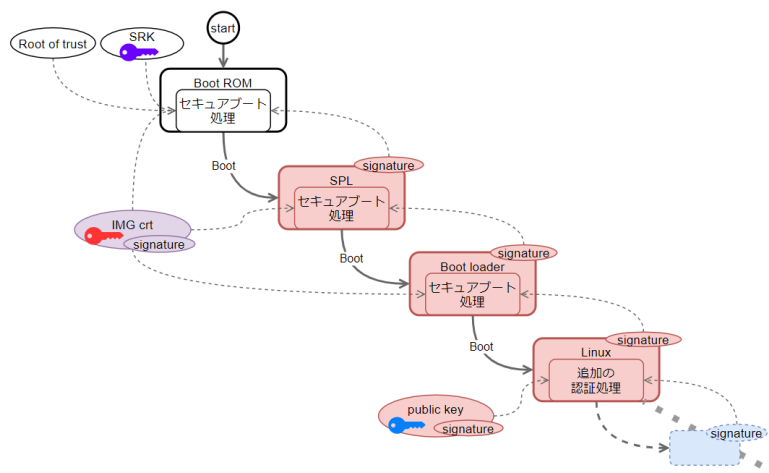 start
Root of trust
SRK
Boot ROM
セキュアブート
処理
Boot
signature
SPL
セキュアブート
処理
IMG crt
signature
Boot
signature
Boot loader
セキュアブート
処理
Boot
signature
Linux
追加の
認証処理
public key
signature
signature